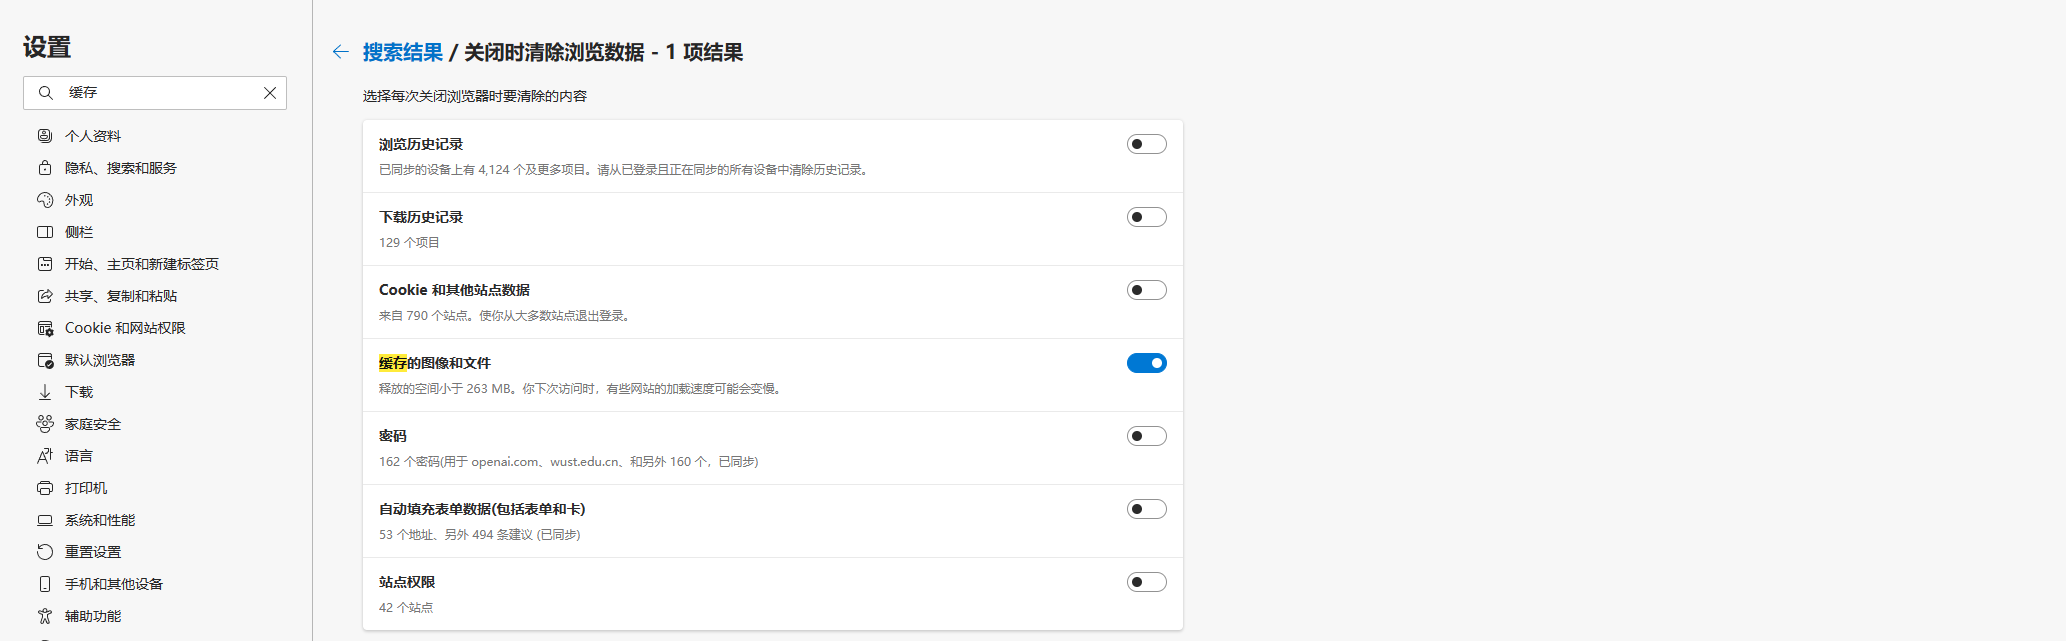 设置
缓存
个人资料
隐私、搜索和服务
外观
侧栏
开始、主页和新建标签页
共享、复制和粘贴
Cookie 和网站权限
默认浏览器
下载
家庭安全
语言
打印机
系统和性能
重置设置
手机和其他设备
辅助功能
搜索结果 / 关闭时清除浏览数据 - 1 项结果
选择每次关闭浏览器时要清除的内容
浏览历史记录
已同步的设备上有 4,124 个及更多项目。请从已登录且正在同步的所有设备中清除历史记录。
下载历史记录
129 个项目
Cookie 和其他站点数据
来自 790 个站点。使你从大多数站点退出登录。
缓存的图像和文件
释放的空间小于 263 MB。你下次访问时，有些网站的加载速度可能会变慢。
密码
162 个密码(用于 openai.com、wust.edu.cn、和另外 160 个，已同步)
自动填充表单数据(包括表单和卡)
53 个地址、另外 494 条建议 (已同步)
站点权限
42 个站点